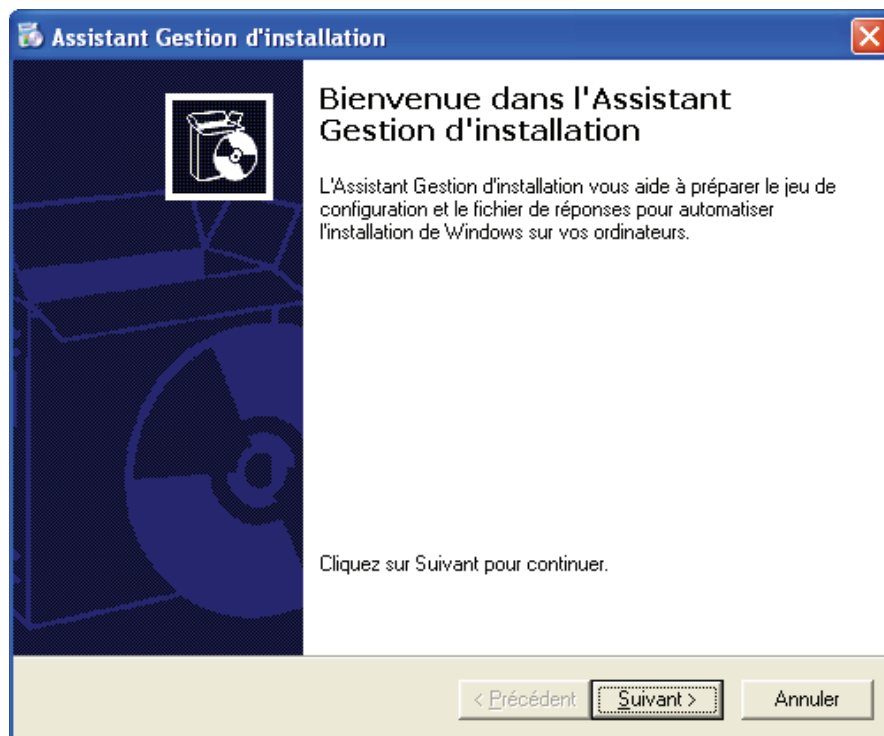 Assistant Gestion d'installation
Bienvenue dans l'Assistant
Gestion d'installation
L'Assistant Gestion d'installation vous aide à préparer le jeu de
configuration et le fichier de réponses pour automatiser
l'installation de Windows sur vos ordinateurs.
Cliquez sur Suivant pour continuer.
< Précédent
Suivant >
Annuler